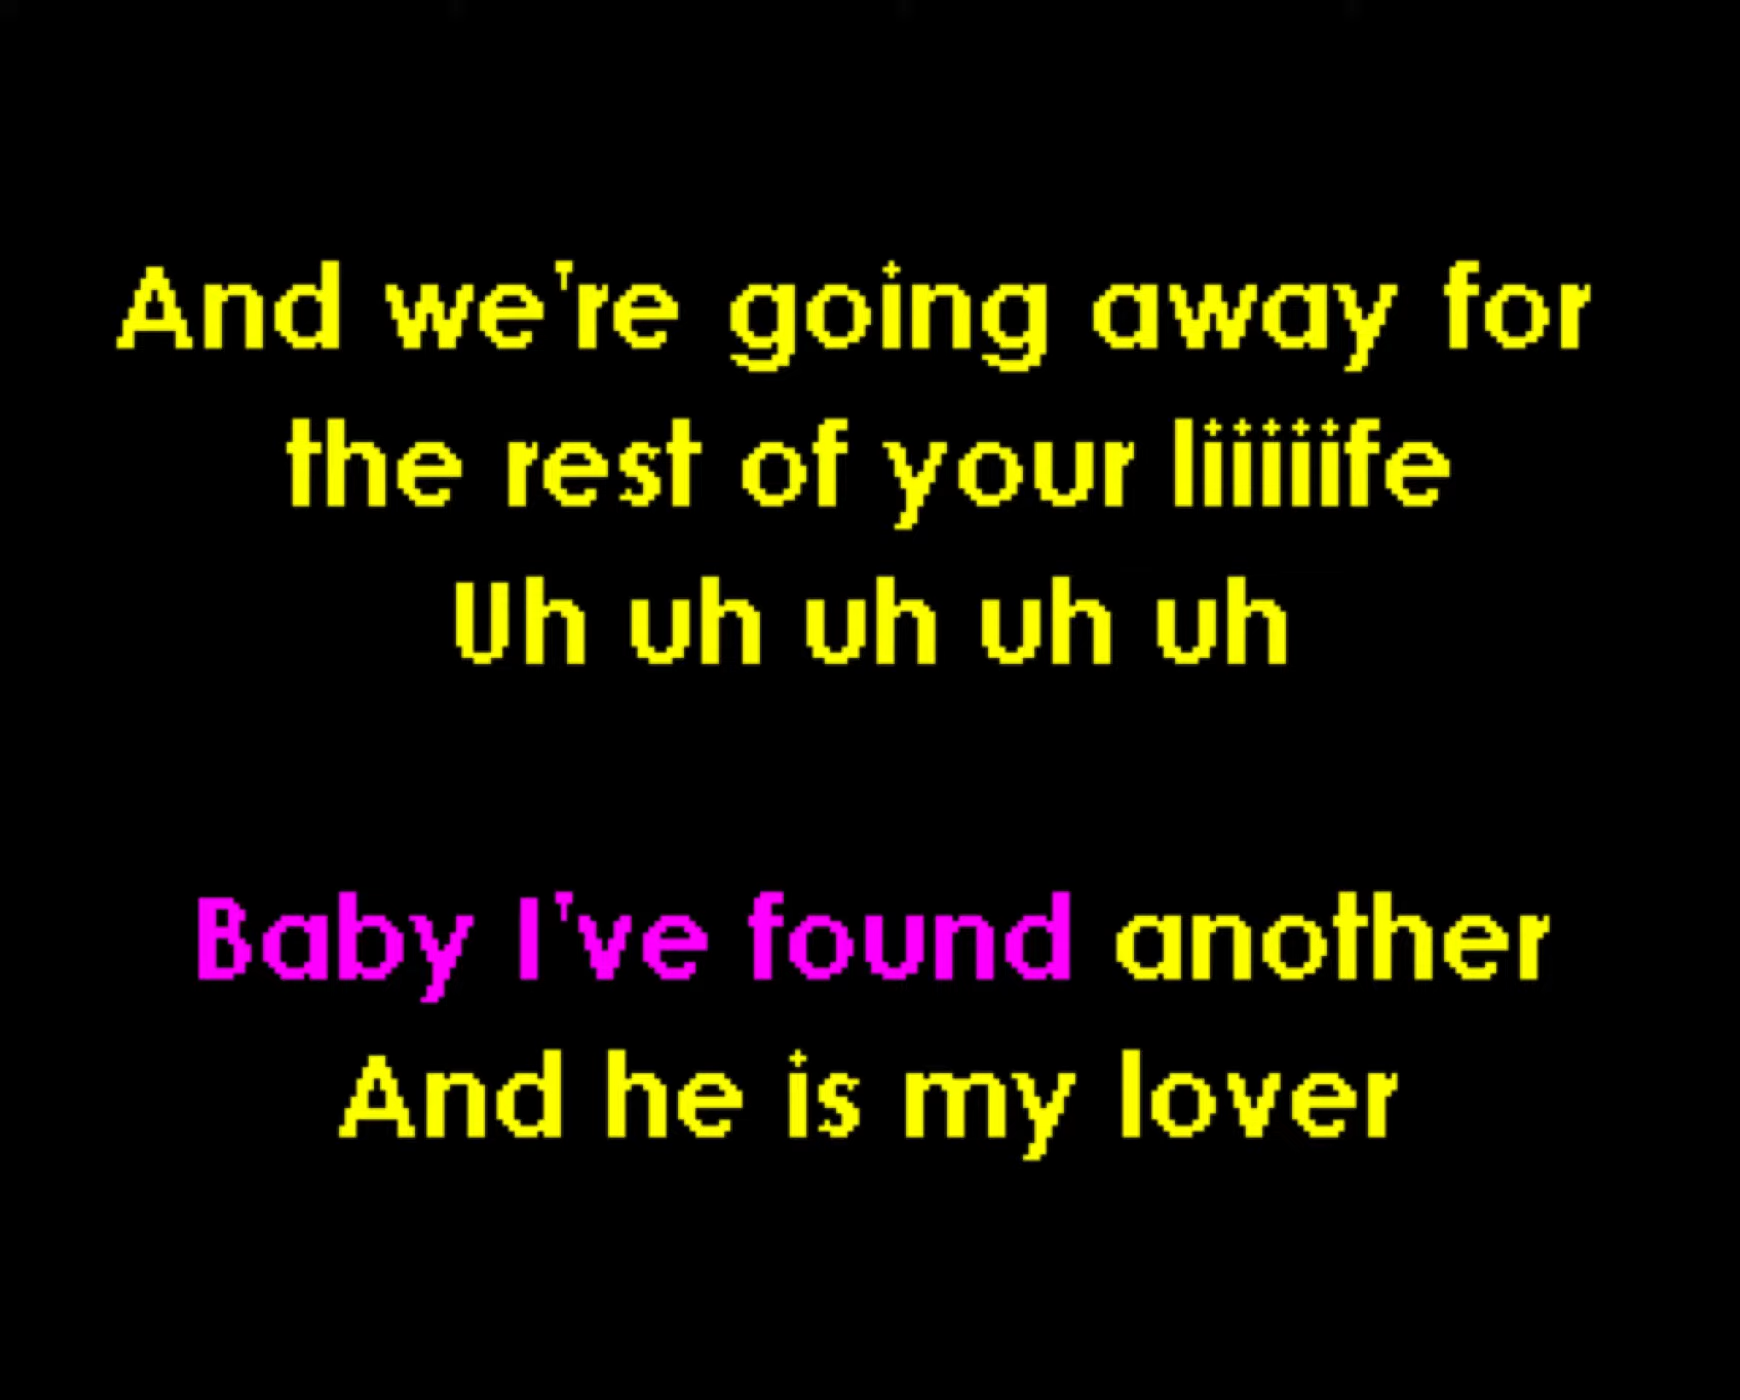 And we're going away for
the rest of your liiiiife
Uh uh uh uh uh
Baby I've found another
And he is my lover